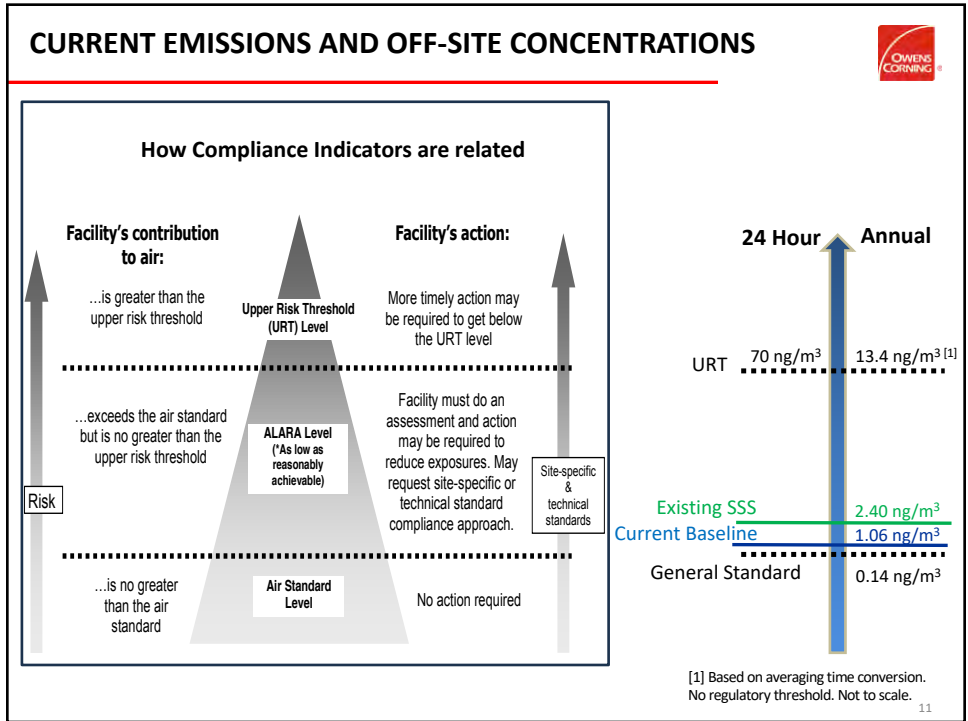 CURRENT EMISSIONS AND OFF-SITE CONCENTRATIONS
OWENS
CORNING ®
How Compliance Indicators are related
Facility's contribution
to air:
Facility's action:
…is greater than the
upper risk threshold
Upper Risk Threshold
(URT) Level
More timely action may
be required to get below
the URT level
…exceeds the air standard
but is no greater than the
upper risk threshold
ALARA Level
(*As low as
reasonably
achievable)
Facility must do an
assessment and action
may be required to
reduce exposures. May
request site-specific or
technical standard
compliance approach.
Risk
Site-specific
&
technical
standards
…is no greater
than the air
standard
Air Standard
Level
No action required
24 Hour Annual
URT 70 ng/m³ 13.4 ng/m³ [1]
Existing SSS 2.40 ng/m³
Current Baseline 1.06 ng/m³
General Standard 0.14 ng/m³
[1] Based on averaging time conversion.
No regulatory threshold. Not to scale.
11